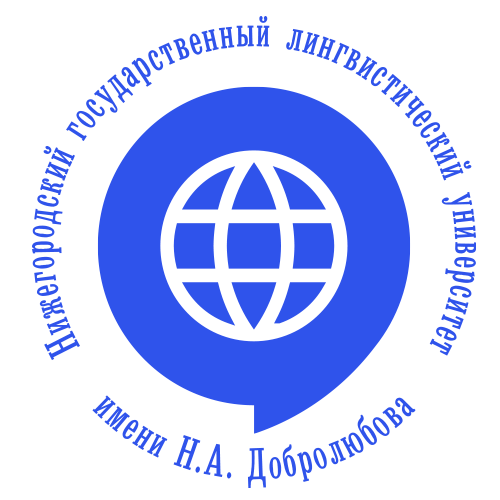 Нижегородский государственный лингвистический университет
имени Н.А. Добролюбова